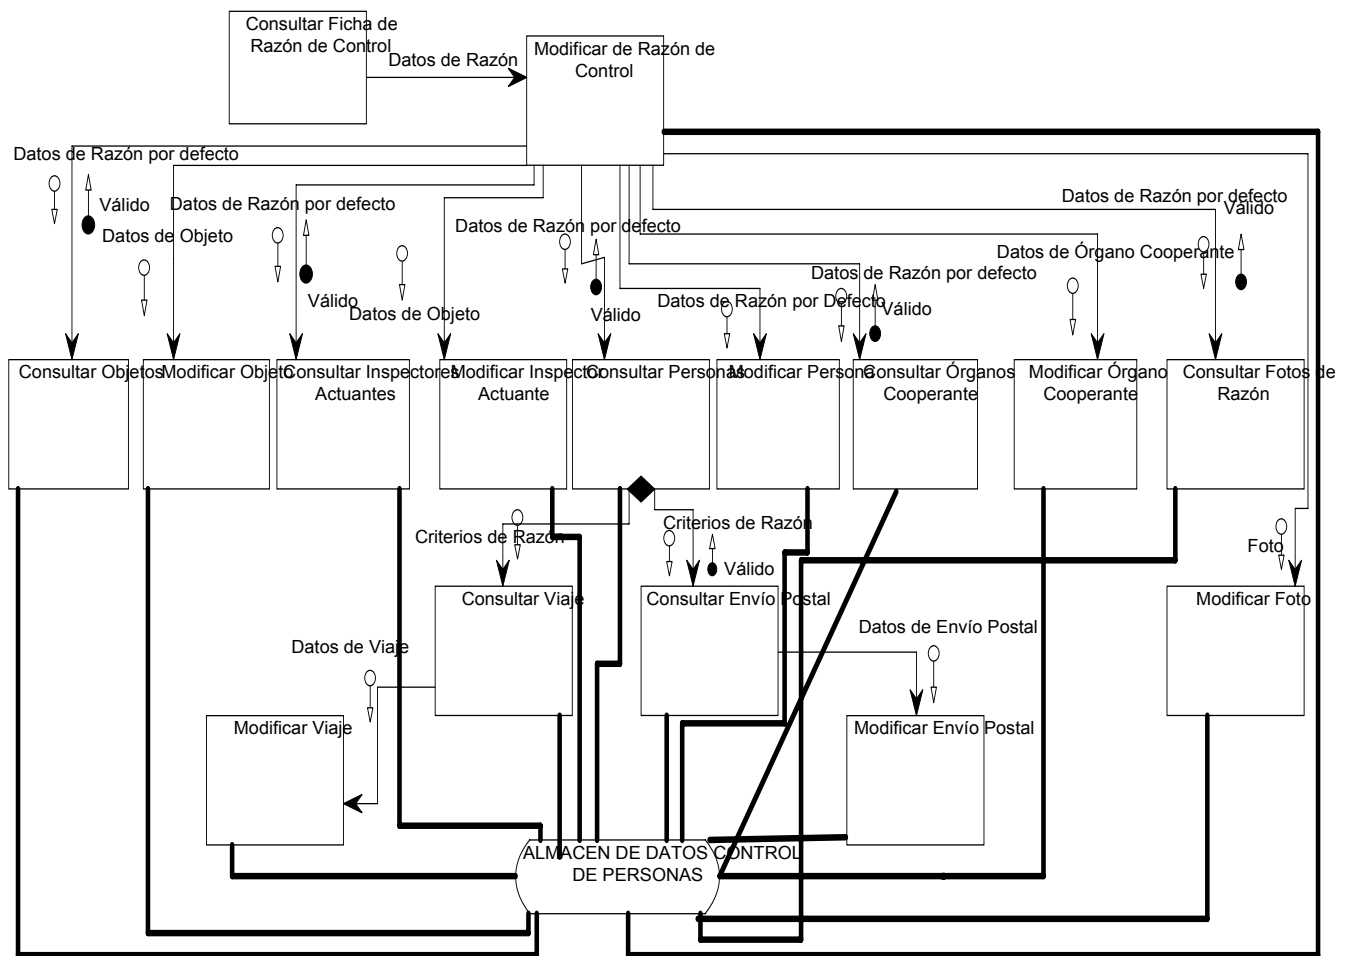 Consultar Ficha de
Razón de Control
Modificar de Razón de
Control
Datos de Razón
Datos de Razón por defecto
Válido
Datos de Objeto
Datos de Razón por defecto
Válido
Datos de Objeto
Datos de Razón por defecto
Válido
Datos de Razón por Defecto
Datos de Razón por defecto
Válido
Datos de Órgano Cooperante
Datos de Razón por defecto
Válido
Consultar Objetos
Modificar Objeto
Consultar Inspectores
Actuantes
Modificar Inspector
Actuante
Consultar Personas
Modificar Persona
Consultar Órganos
Cooperante
Modificar Órgano
Cooperante
Consultar Fotos de
Razón
Criterios de Razón
Criterios de Razón
Válido
Foto
Consultar Viaje
Consultar Envío Postal
Modificar Foto
Datos de Viaje
Datos de Envío Postal
Modificar Viaje
Modificar Envío Postal
ALMACEN DE DATOS CONTROL
DE PERSONAS